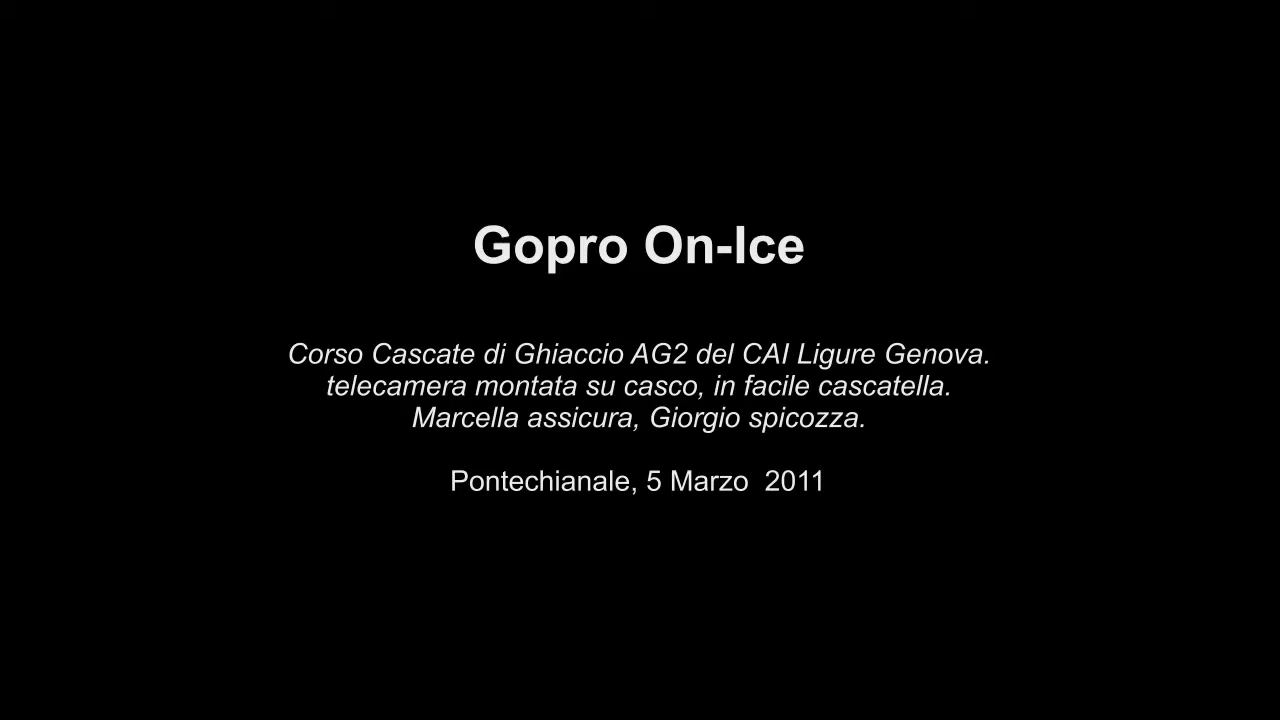 Gopro On-Ice
Corso Cascate di Ghiaccio AG2 del CAI Ligure Genova.
telecamera montata su casco, in facile cascatella.
Marcella assicura, Giorgio spicozza.
Pontechianale, 5 Marzo  2011